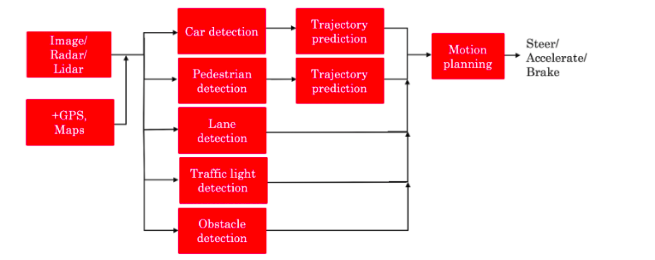 Image/
Radar/
Lidar
+GPS,
Maps
Car detection
Trajectory
prediction
Pedestrian
detection
Trajectory
prediction
Lane
detection
Traffic light
detection
Obstacle
detection
Motion
planning
Steer/
Accelerate/
Brake